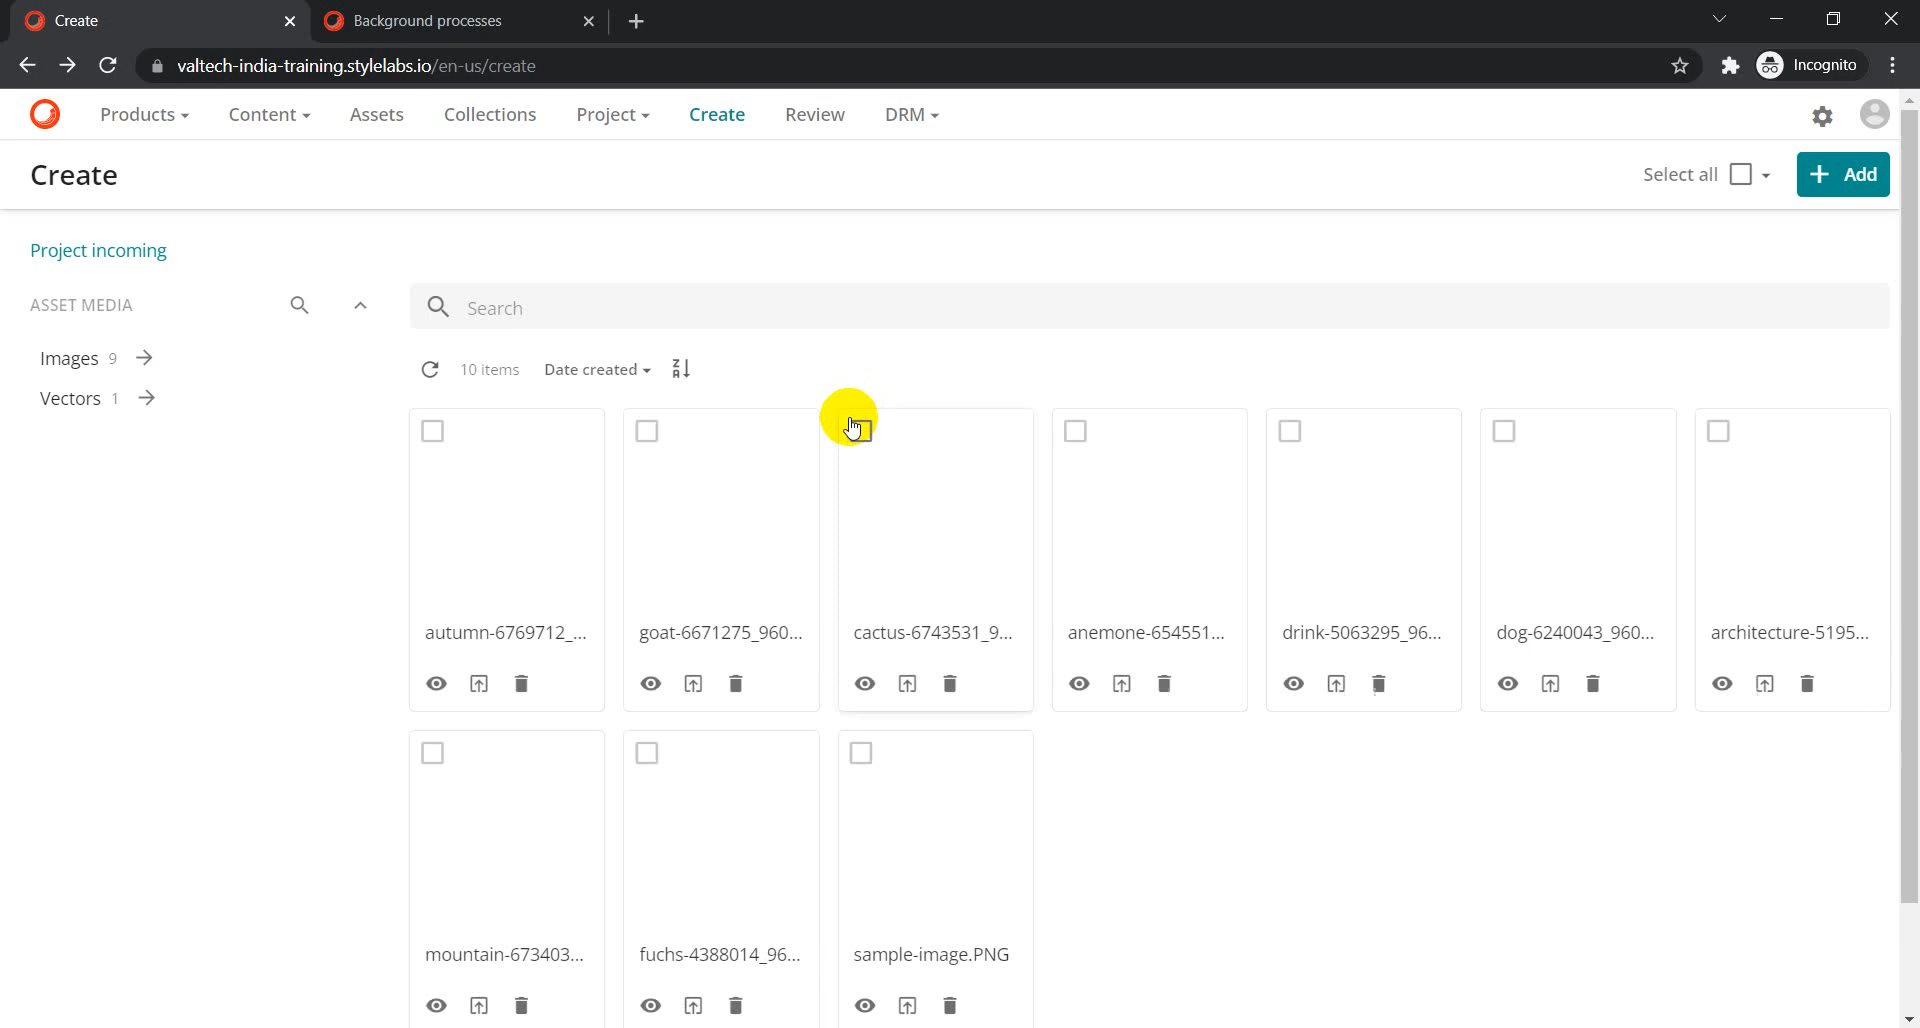 Create
Background processes
valtech-india-training.stylelabs.io/en-us/create
Incognito
Products
Content
Assets
Collections
Project
Create
Review
DRM
Create
Select all
Add
Project incoming
ASSET MEDIA
Search
Images 9
Vectors 1
10 items
Date created
autumn-6769712_...
goat-6671275_960...
cactus-6743531_9...
anemone-654551...
drink-5063295_96...
dog-6240043_960...
architecture-5195...
mountain-673403...
fuchs-4388014_96...
sample-image.PNG